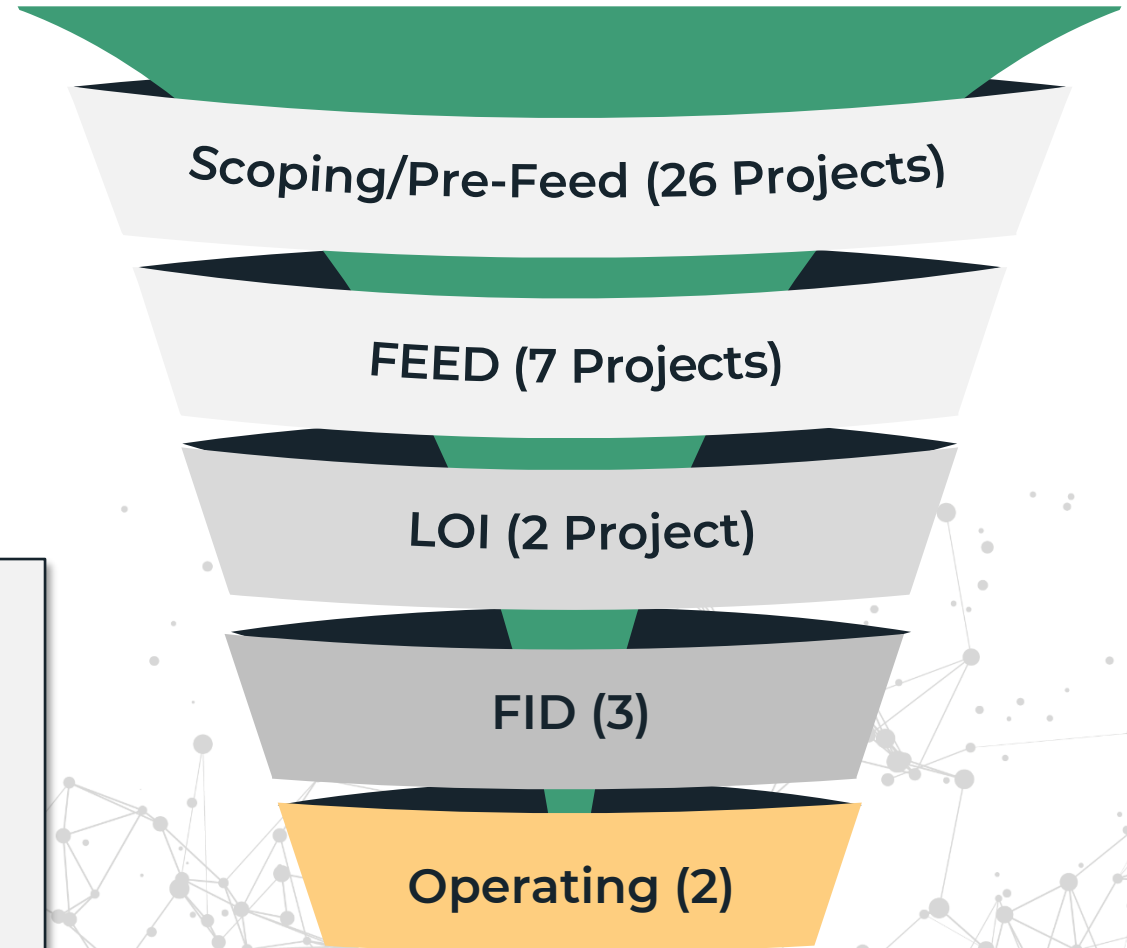 Scoping/Pre-Feed (26 Projects)
FEED (7 Projects)
LOI (2 Project)
FID (3)
Operating (2)